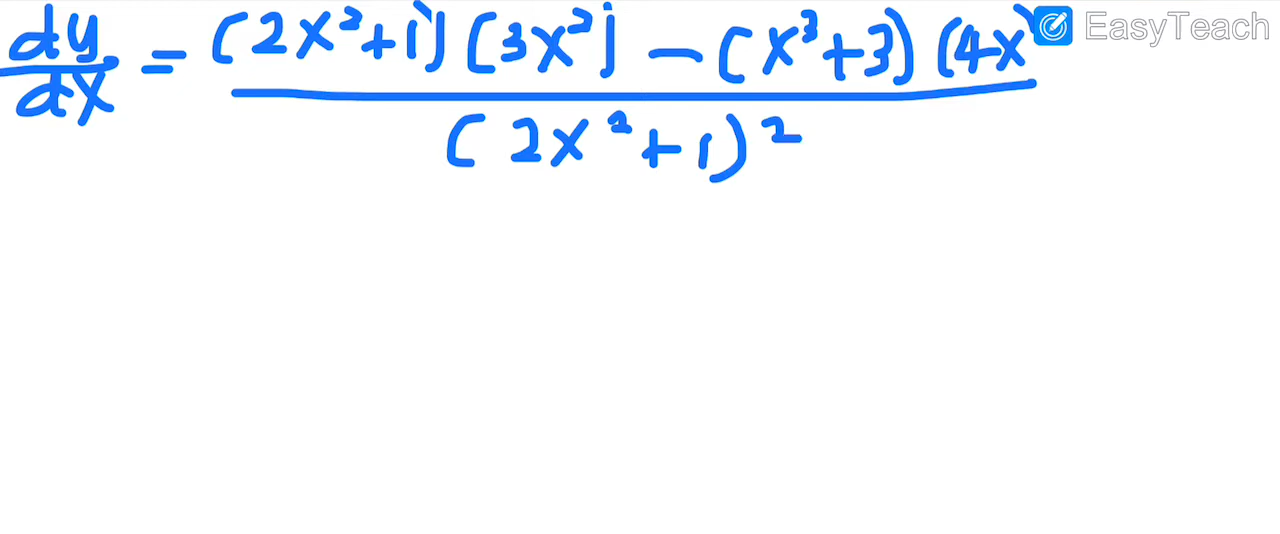 dy/dx = (2x²+1)(3x²) - (x³+3)(4x)
(2x²+1)²
EasyTeach